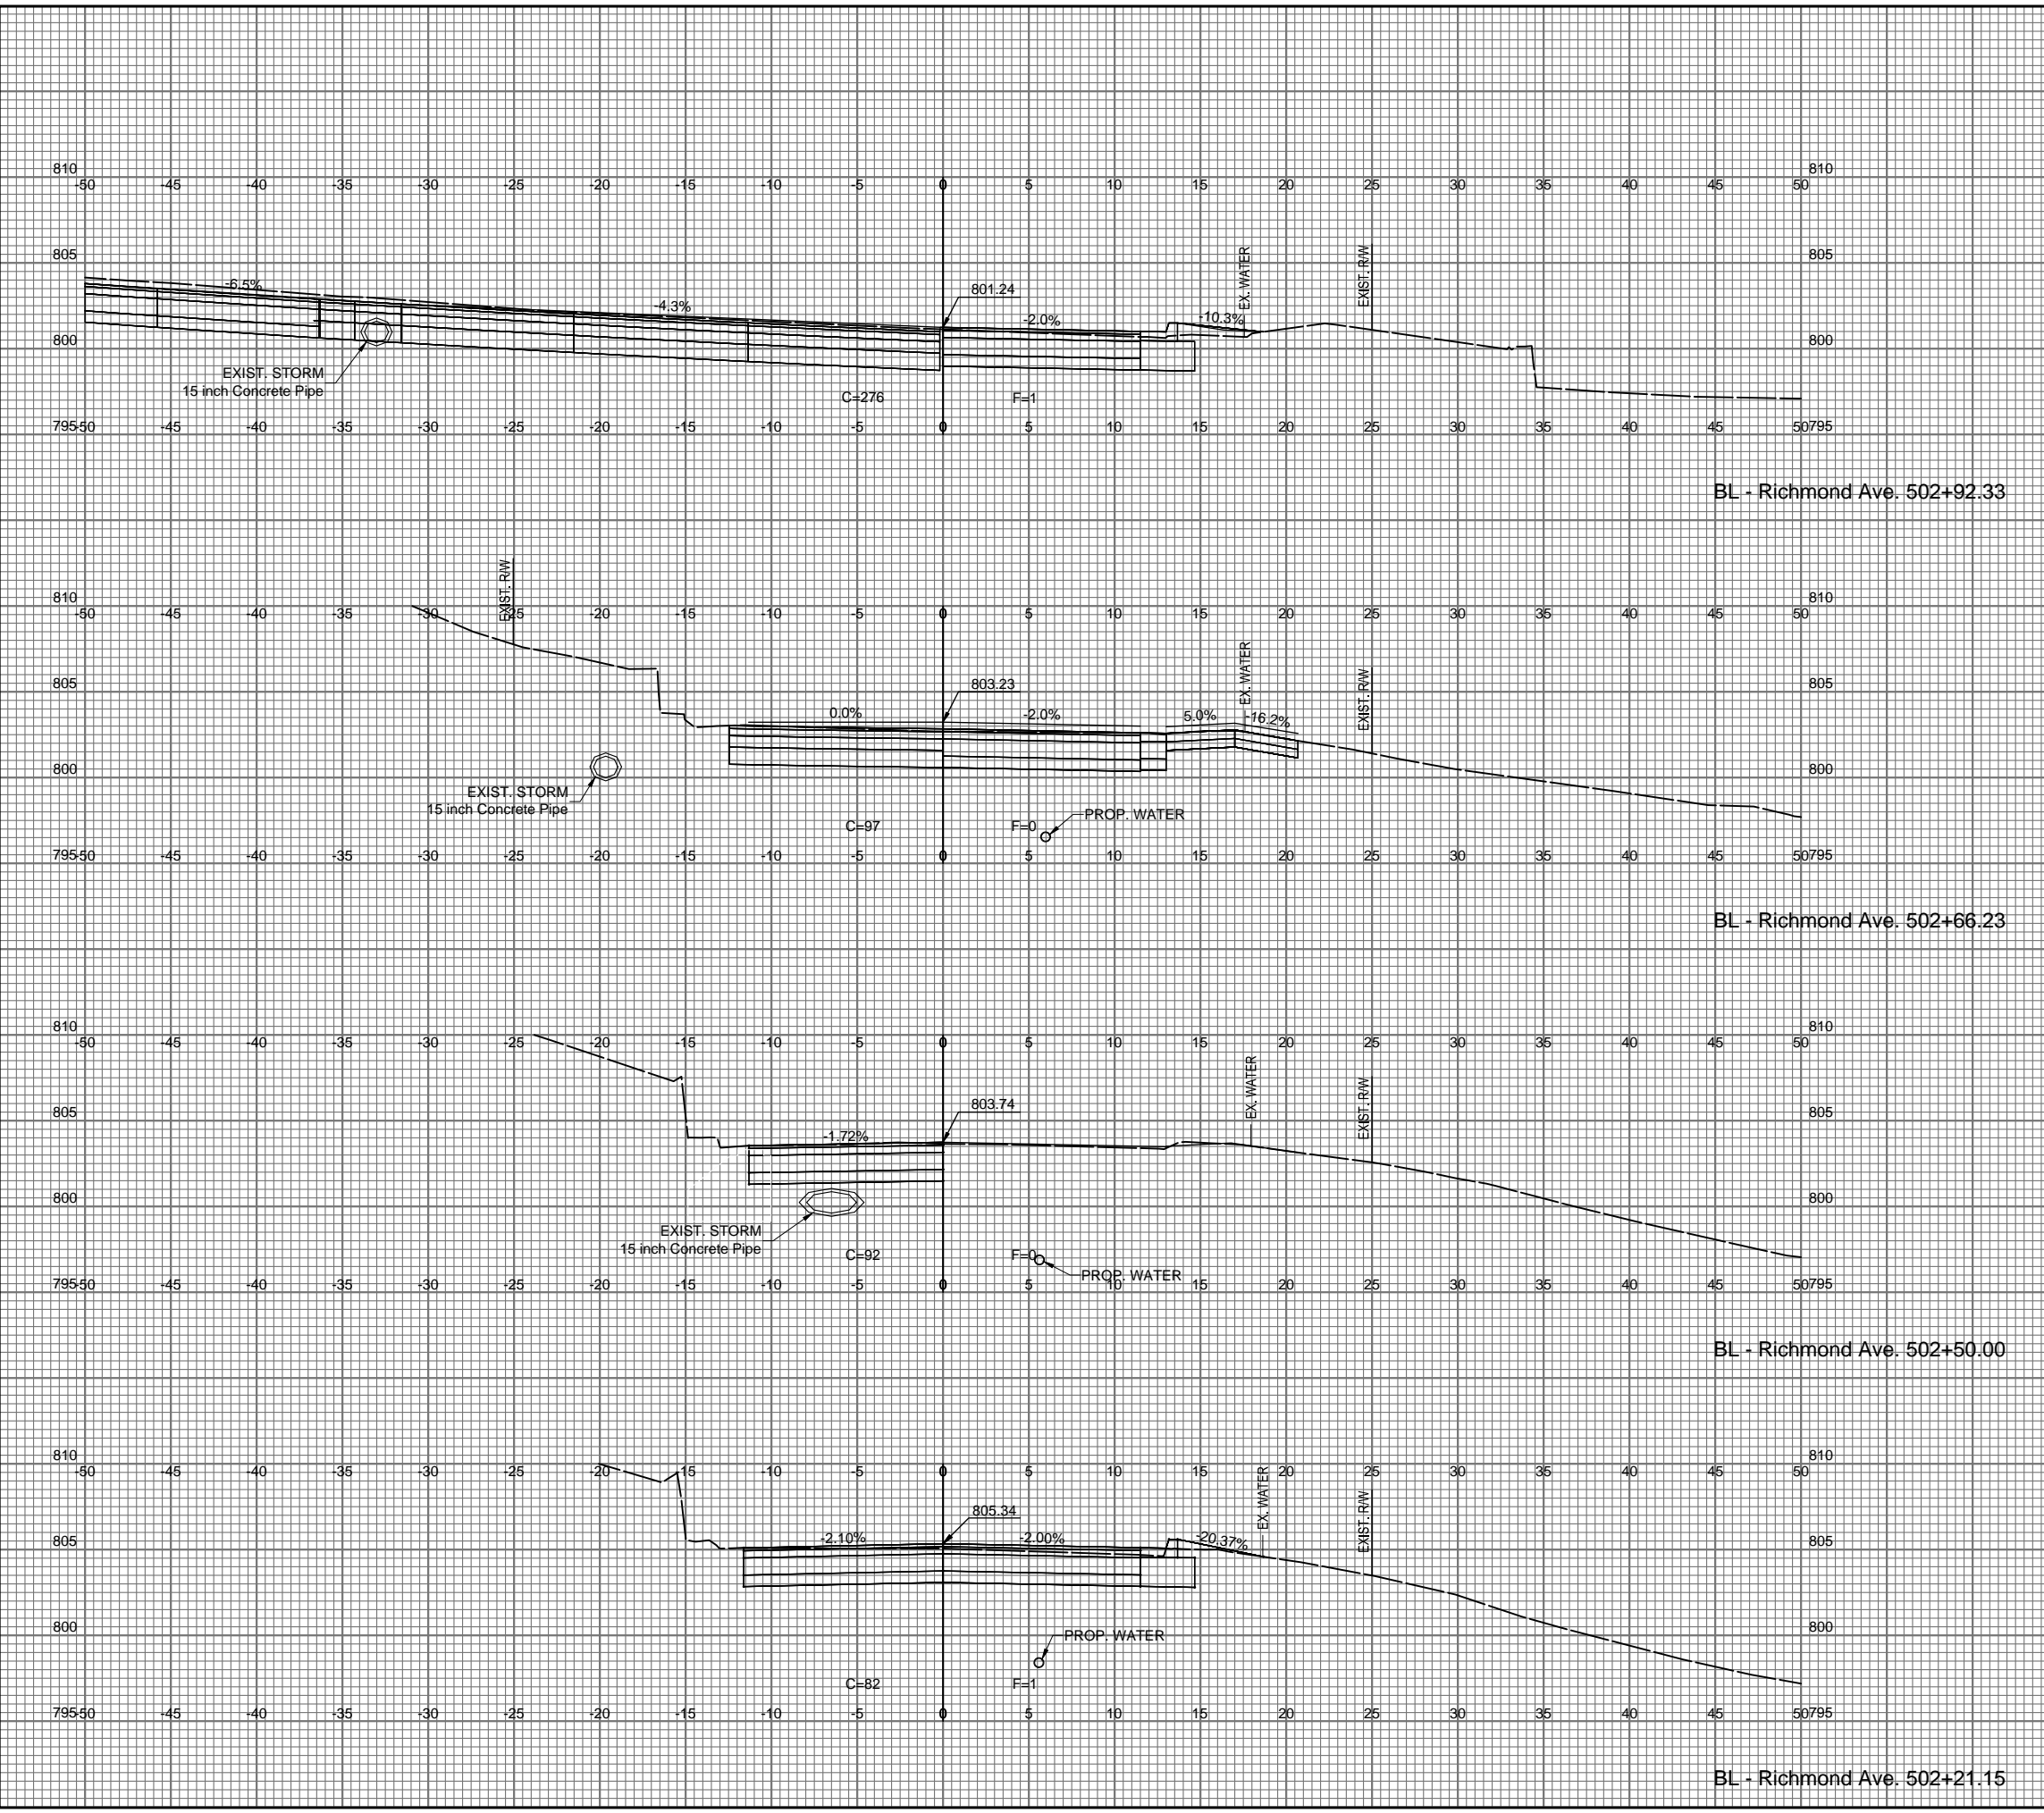 810 810
-50 -45 -40 -35 -30 -25 -20 -15 -10 -5 0 5 10 15 20 25 30 35 40 45 50
805 805
EX. WATER
EXIST. R/W
-6.5%
801.24
-4.3%
-2.0%
-10.3%
800 800
EXIST. STORM
15 inch Concrete Pipe
C=276 F=1
795 -50 -45 -40 -35 -30 -25 -20 -15 -10 -5 0 5 10 15 20 25 30 35 40 45 50 795
BL - Richmond Ave. 502+92.33
EXIST. R/W
810 810
-50 -45 -40 -35 -30 -25 -20 -15 -10 -5 0 5 10 15 20 25 30 35 40 45 50
EX. WATER
EXIST. R/W
805 805
803.23
0.0% -2.0% 5.0% -16.2%
800 800
EXIST. STORM
15 inch Concrete Pipe
PROP. WATER
C=97 F=0
795 -50 -45 -40 -35 -30 -25 -20 -15 -10 -5 0 5 10 15 20 25 30 35 40 45 50 795
BL - Richmond Ave. 502+66.23
810 810
-50 -45 -40 -35 -30 -25 -20 -15 -10 -5 0 5 10 15 20 25 30 35 40 45 50
EX. WATER
EXIST. R/W
803.74
805 805
-1.72%
800 800
EXIST. STORM
15 inch Concrete Pipe
C=92 F=0
PROP. WATER
795 -50 -45 -40 -35 -30 -25 -20 -15 -10 -5 0 5 10 15 20 25 30 35 40 45 50 795
BL - Richmond Ave. 502+50.00
810 810
-50 -45 -40 -35 -30 -25 -20 -15 -10 -5 0 5 10 15 20 25 30 35 40 45 50
EX. WATER
EXIST. R/W
805.34
805 805
-2.10% -2.00% -20.37%
800 800
PROP. WATER
C=82 F=1
795 -50 -45 -40 -35 -30 -25 -20 -15 -10 -5 0 5 10 15 20 25 30 35 40 45 50 795
BL - Richmond Ave. 502+21.15